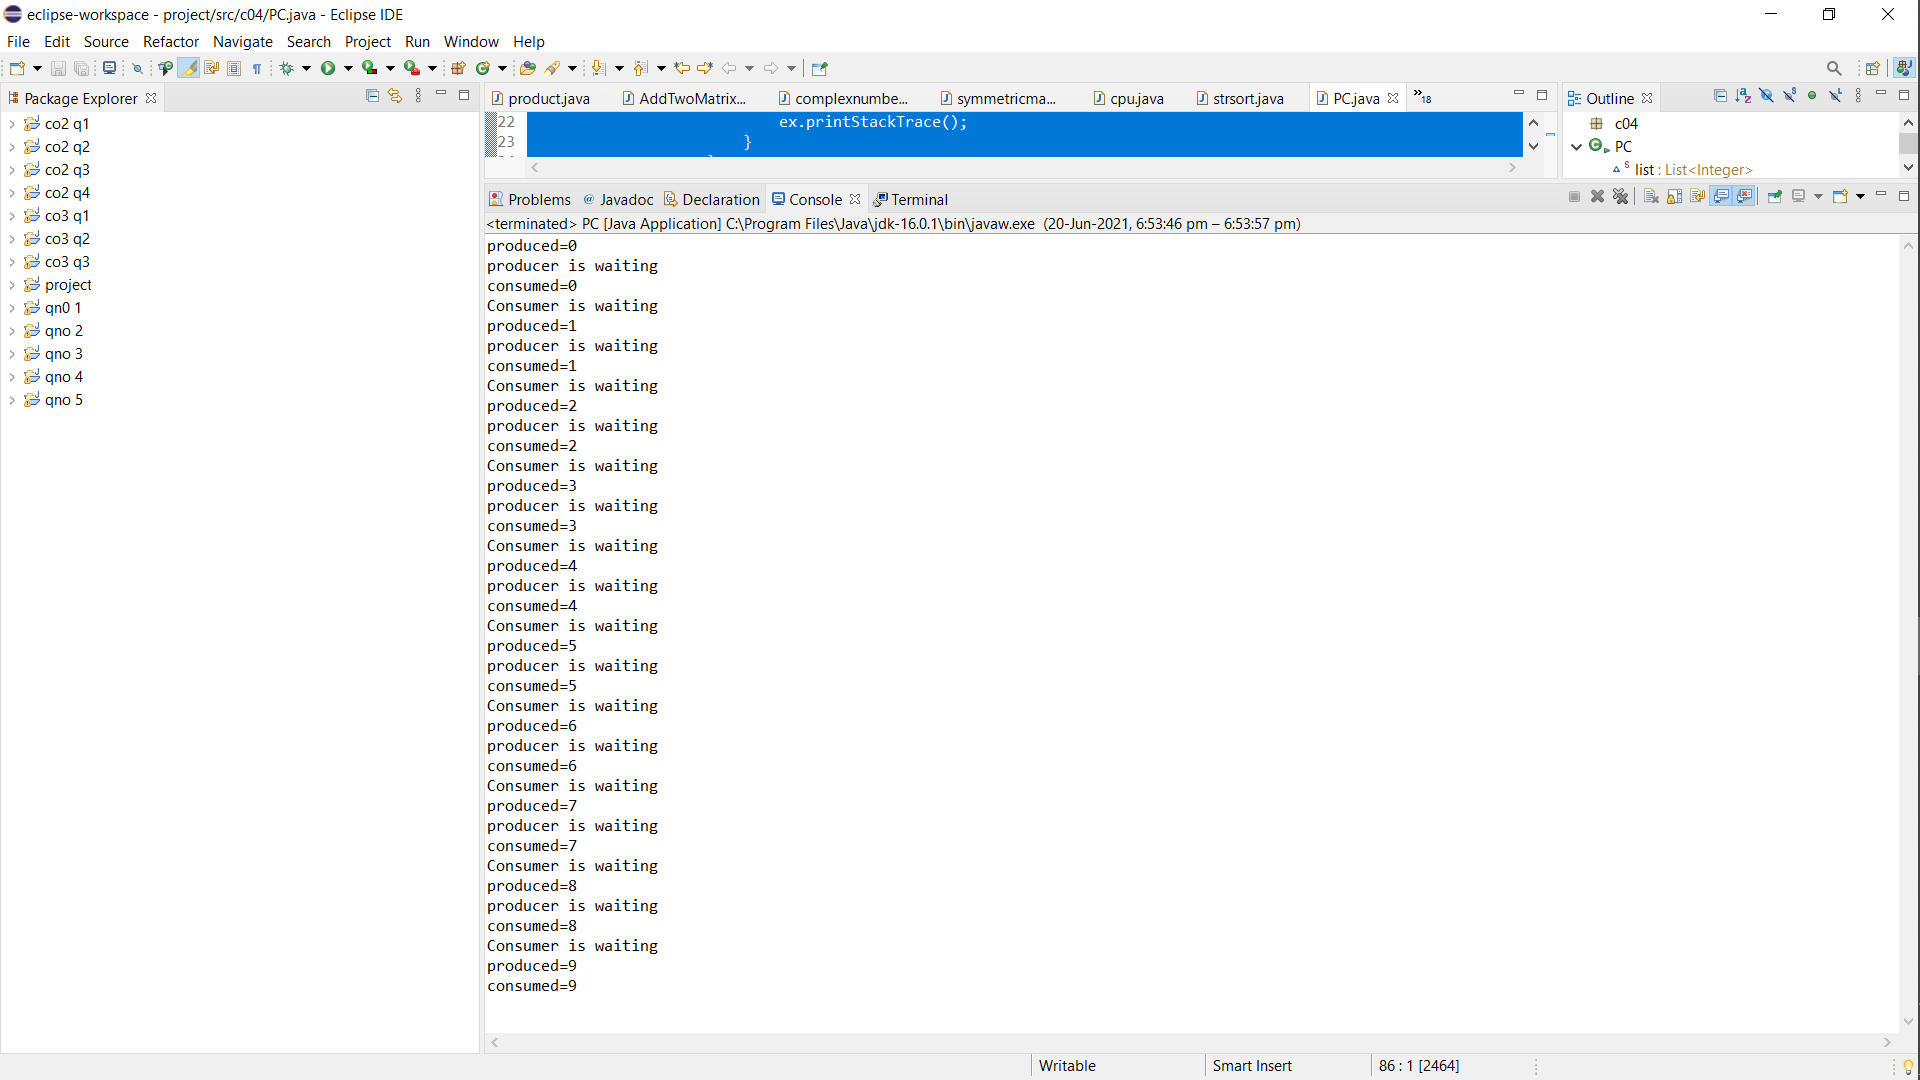 eclipse-workspace - project/src/c04/PC.java - Eclipse IDE
File Edit Source Refactor Navigate Search Project Run Window Help
Package Explorer
co2 q1
co2 q2
co2 q3
co2 q4
co3 q1
co3 q2
co3 q3
project
qn0 1
qno 2
qno 3
qno 4
qno 5
product.java AddTwoMatrix... complexnumbe... symmetricma... cpu.java strsort.java PC.java »18
22 ex.printStackTrace();
23 }
Outline
c04
PC
list : List<Integer>
Problems @ Javadoc Declaration Console Terminal
<terminated> PC [Java Application] C:\Program Files\Java\jdk-16.0.1\bin\javaw.exe (20-Jun-2021, 6:53:46 pm – 6:53:57 pm)
produced=0
producer is waiting
consumed=0
Consumer is waiting
produced=1
producer is waiting
consumed=1
Consumer is waiting
produced=2
producer is waiting
consumed=2
Consumer is waiting
produced=3
producer is waiting
consumed=3
Consumer is waiting
produced=4
producer is waiting
consumed=4
Consumer is waiting
produced=5
producer is waiting
consumed=5
Consumer is waiting
produced=6
producer is waiting
consumed=6
Consumer is waiting
produced=7
producer is waiting
consumed=7
Consumer is waiting
produced=8
producer is waiting
consumed=8
Consumer is waiting
produced=9
consumed=9
Writable Smart Insert 86 : 1 [2464]